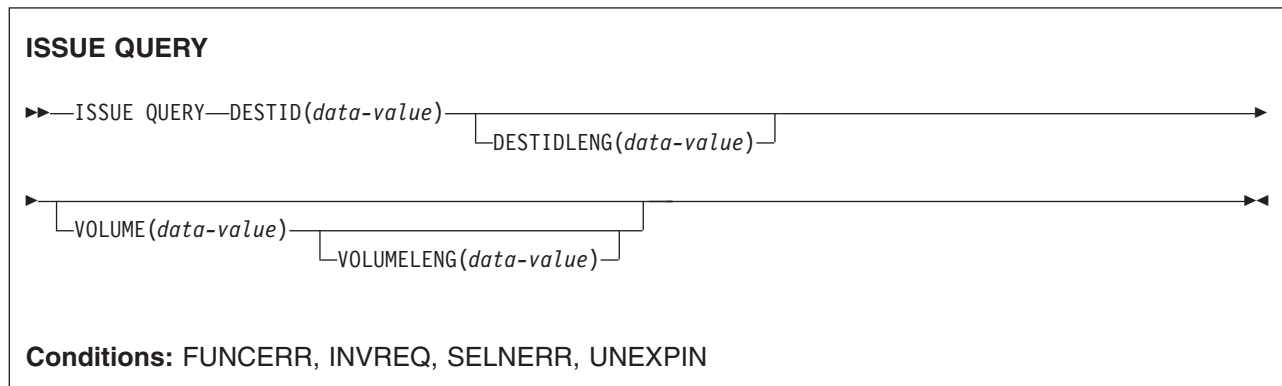 ISSUE QUERY
ISSUE QUERY DESTID(data-value)
DESTIDLENG(data-value)
VOLUME(data-value)
VOLUMELENG(data-value)
Conditions: FUNCERR, INVREQ, SELNERR, UNEXPIN